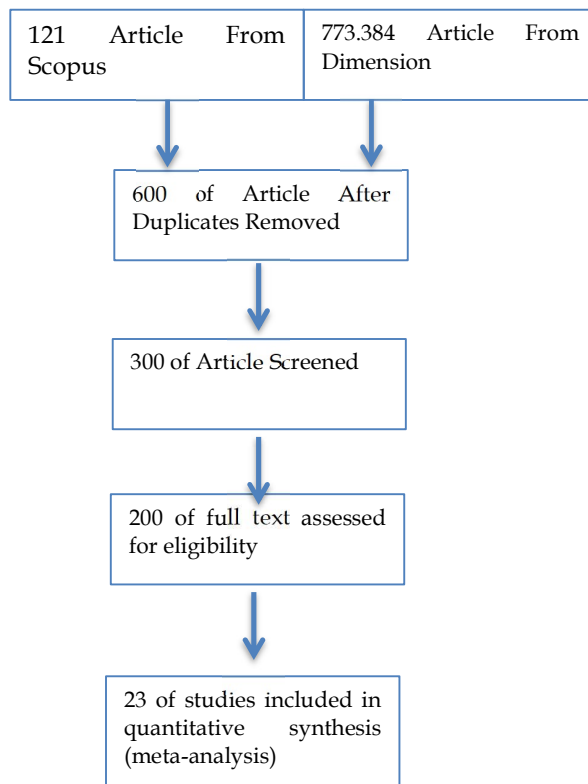 121 Article From
Scopus
773.384 Article From
Dimension
600 of Article After
Duplicates Removed
300 of Article Screened
200 of full text assessed
for eligibility
23 of studies included in
quantitative synthesis
(meta-analysis)